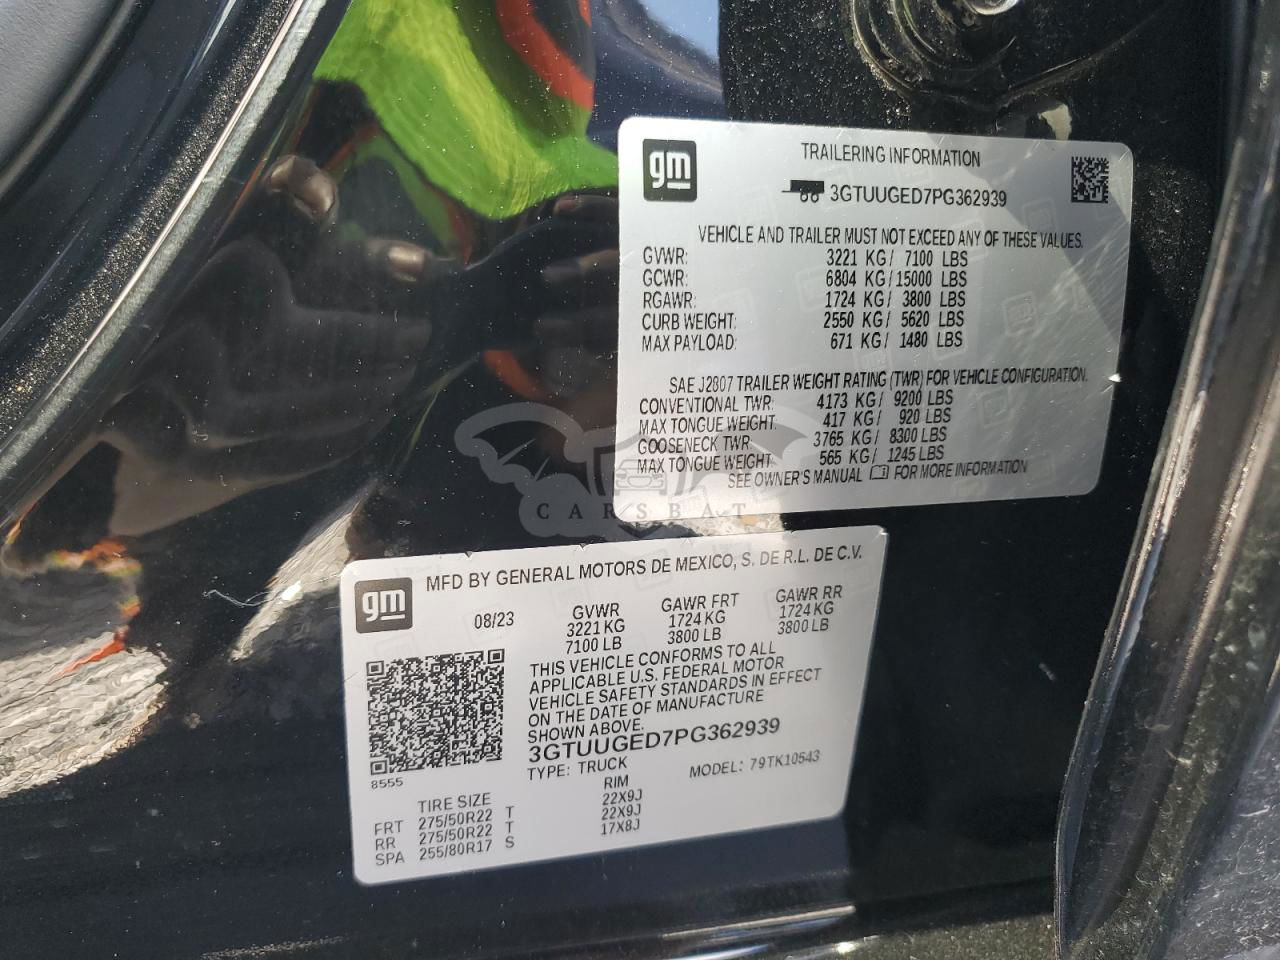 gm
TRAILERING INFORMATION
3GTUUGED7PG362939
VEHICLE AND TRAILER MUST NOT EXCEED ANY OF THESE VALUES.
GVWR: 3221 KG/ 7100 LBS
GCWR: 6804 KG/15000 LBS
RGAWR: 1724 KG/ 3800 LBS
CURB WEIGHT: 2550 KG/ 5620 LBS
MAX PAYLOAD: 671 KG/ 1480 LBS
SAE J2807 TRAILER WEIGHT RATING (TWR) FOR VEHICLE CONFIGURATION.
CONVENTIONAL TWR: 4173 KG/ 9200 LBS
MAX TONGUE WEIGHT: 417 KG/ 920 LBS
GOOSENECK TWR: 3765 KG/ 8300 LBS
MAX TONGUE WEIGHT: 565 KG/ 1245 LBS
SEE OWNER'S MANUAL FOR MORE INFORMATION
CARSBAT
gm
MFD BY GENERAL MOTORS DE MEXICO, S. DE R.L. DE C.V.
08/23 GVWR GAWR FRT GAWR RR
3221 KG 1724 KG 1724 KG
7100 LB 3800 LB 3800 LB
THIS VEHICLE CONFORMS TO ALL
APPLICABLE U.S. FEDERAL MOTOR
VEHICLE SAFETY STANDARDS IN EFFECT
ON THE DATE OF MANUFACTURE
SHOWN ABOVE.
3GTUUGED7PG362939
8555
TYPE: TRUCK MODEL: 79TK10543
TIRE SIZE RIM
FRT 275/50R22 T 22X9J
RR 275/50R22 T 22X9J
SPA 255/80R17 S 17X8J